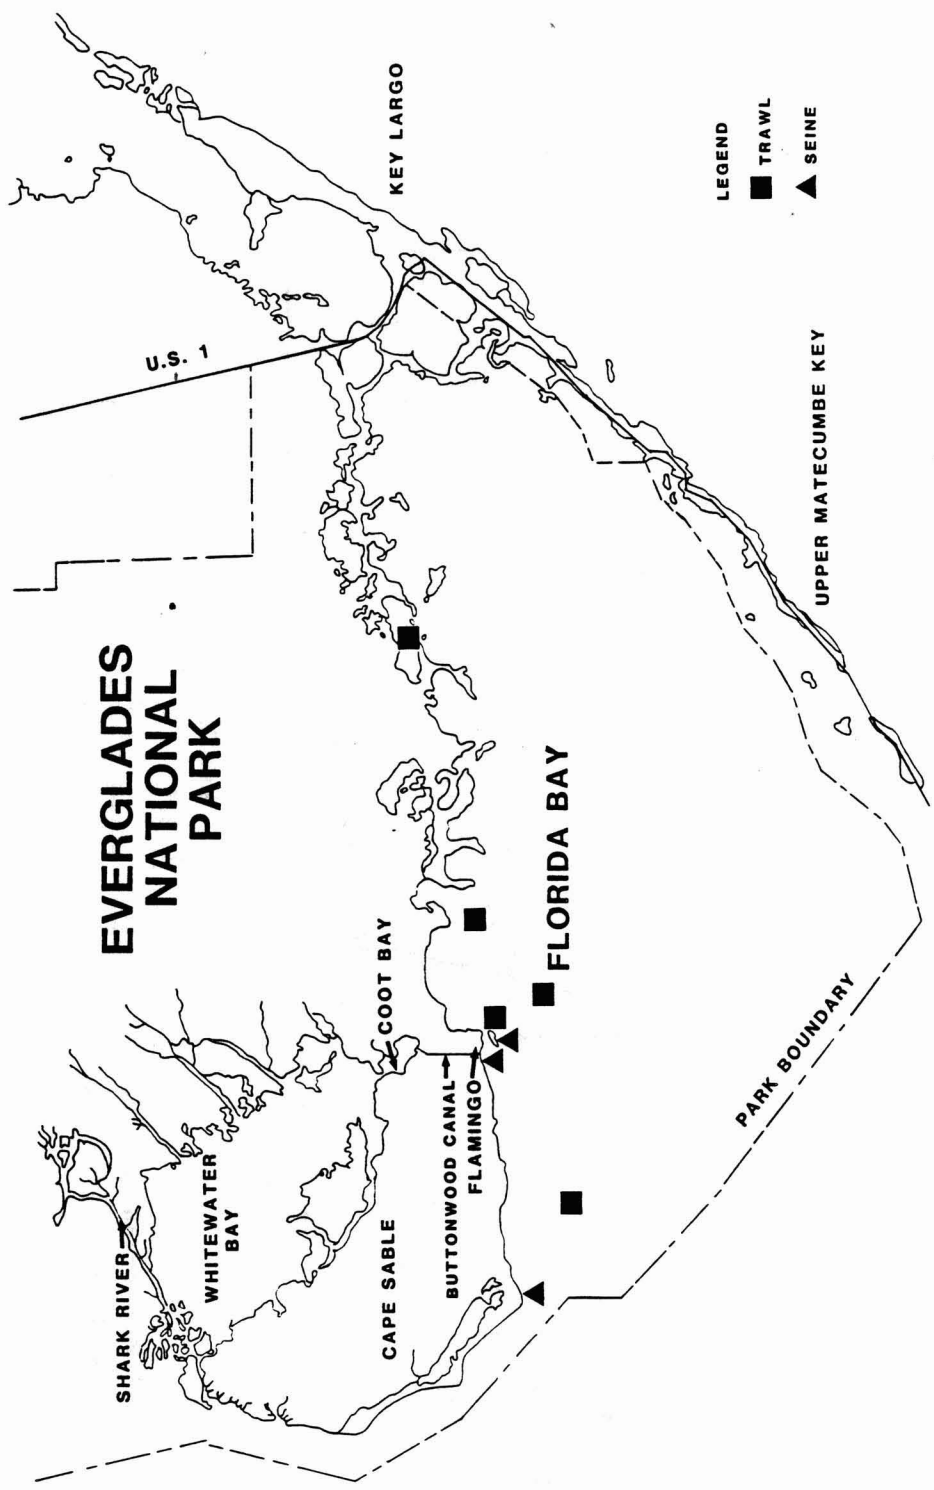 EVERGLADES
NATIONAL
PARK
U.S. 1
SHARK RIVER
WHITEWATER
BAY
COOT BAY
CAPE SABLE
BUTTONWOOD CANAL
FLAMINGO
FLORIDA BAY
PARK BOUNDARY
KEY LARGO
UPPER MATECUMBE KEY
LEGEND
TRAWL
SEINE